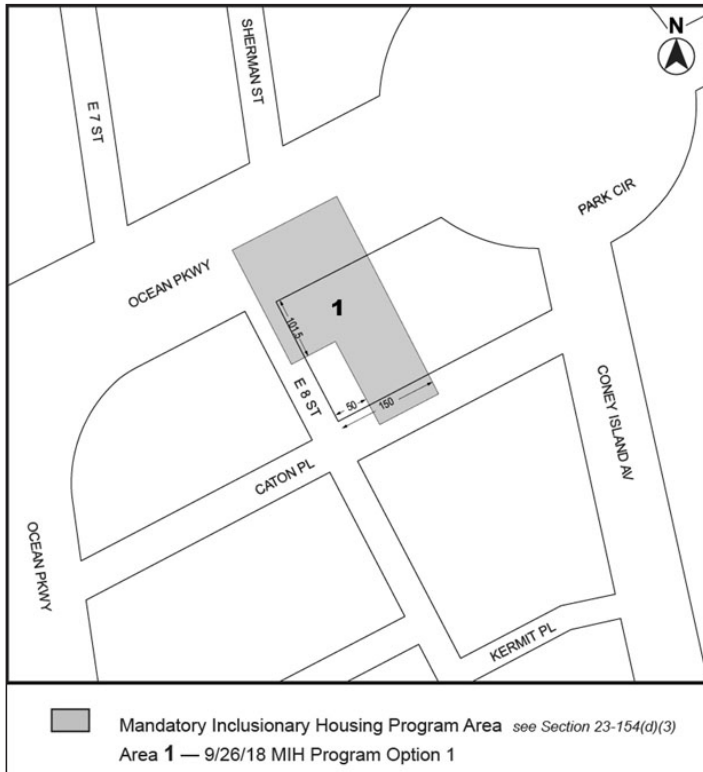 SHERMAN ST
N
E 7 ST
PARK CIR
OCEAN PKWY
1
101.5
E 8 ST
50
150
CONEY ISLAND AV
CATON PL
OCEAN PKWY
KERMIT PL
Mandatory Inclusionary Housing Program Area see Section 23-154(d)(3)
Area 1 — 9/26/18 MIH Program Option 1